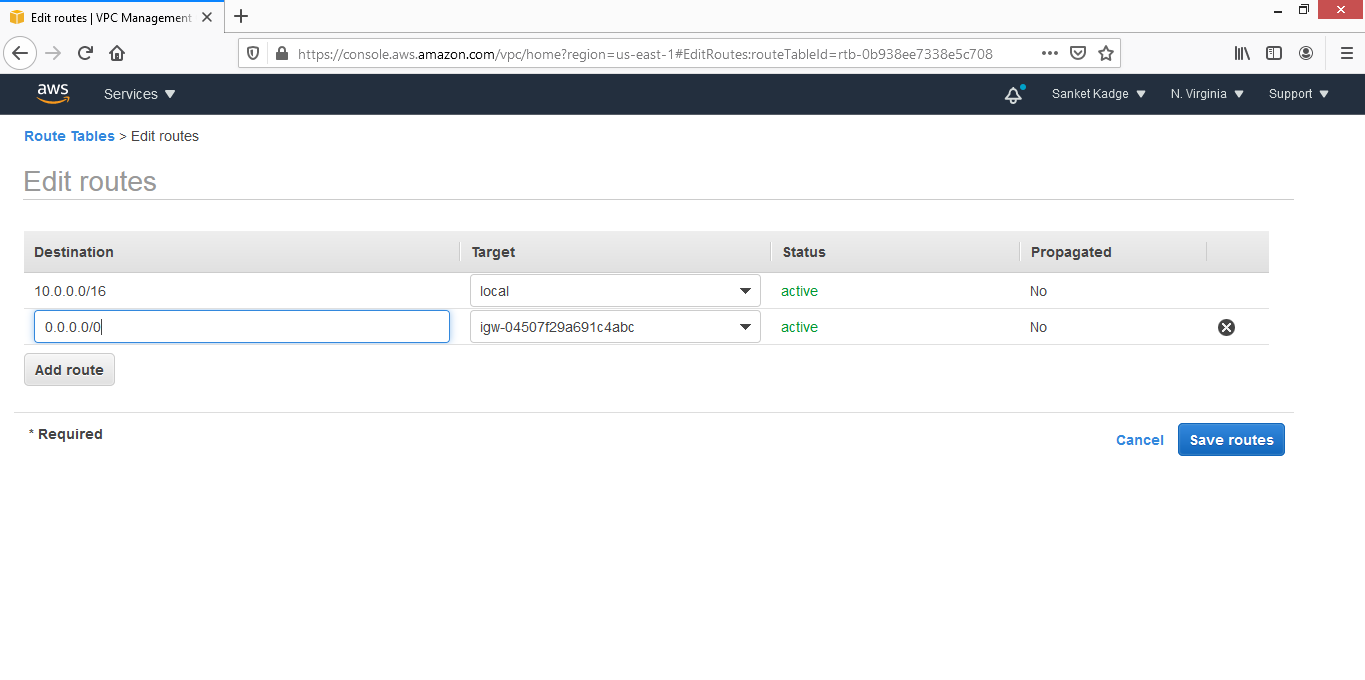 Edit routes | VPC Management
https://console.aws.amazon.com/vpc/home?region=us-east-1#EditRoutes:routeTableId=rtb-0b938ee7338e5c708
aws Services Sanket Kadge N. Virginia Support
Route Tables > Edit routes
Edit routes
Destination Target Status Propagated
10.0.0.0/16 local active No
0.0.0.0/0 igw-04507f29a691c4abc active No
Add route
* Required
Cancel Save routes